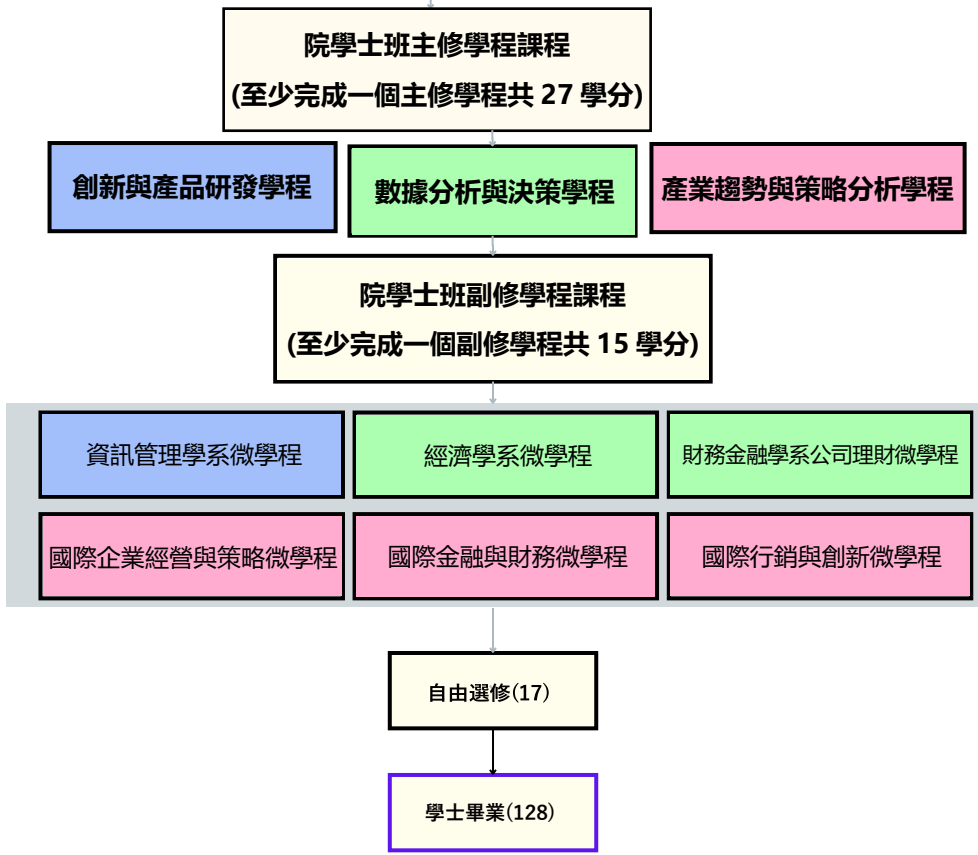 院學士班主修學程課程
(至少完成一個主修學程共 27 學分)
創新與產品研發學程
數據分析與決策學程
產業趨勢與策略分析學程
院學士班副修學程課程
(至少完成一個副修學程共 15 學分)
資訊管理學系微學程
經濟學系微學程
財務金融學系公司理財微學程
國際企業經營與策略微學程
國際金融與財務微學程
國際行銷與創新微學程
自由選修(17)
學士畢業(128)